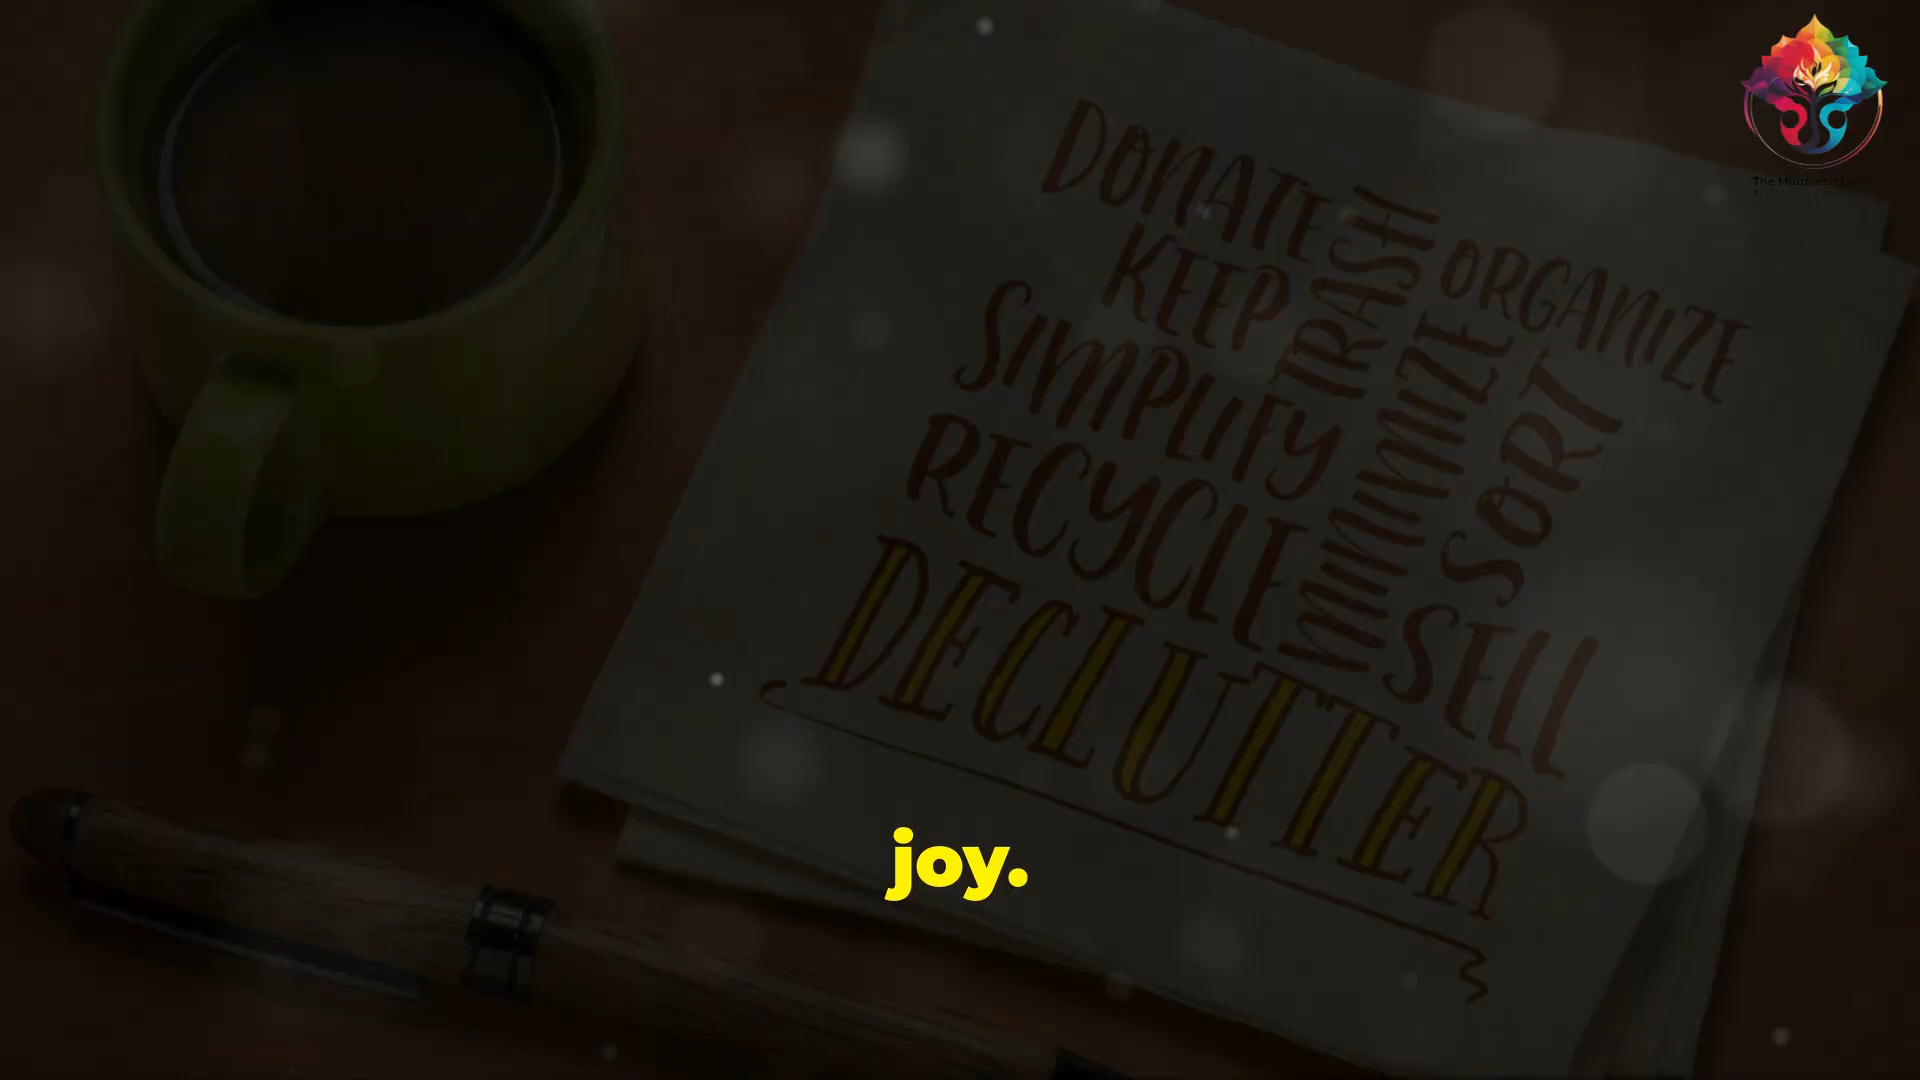 DONATE
KEEP
TRASH
ORGANIZE
SIMPLIFY
MINIMIZE
SORT
RECYCLE
SELL
DECLUTTER
joy.